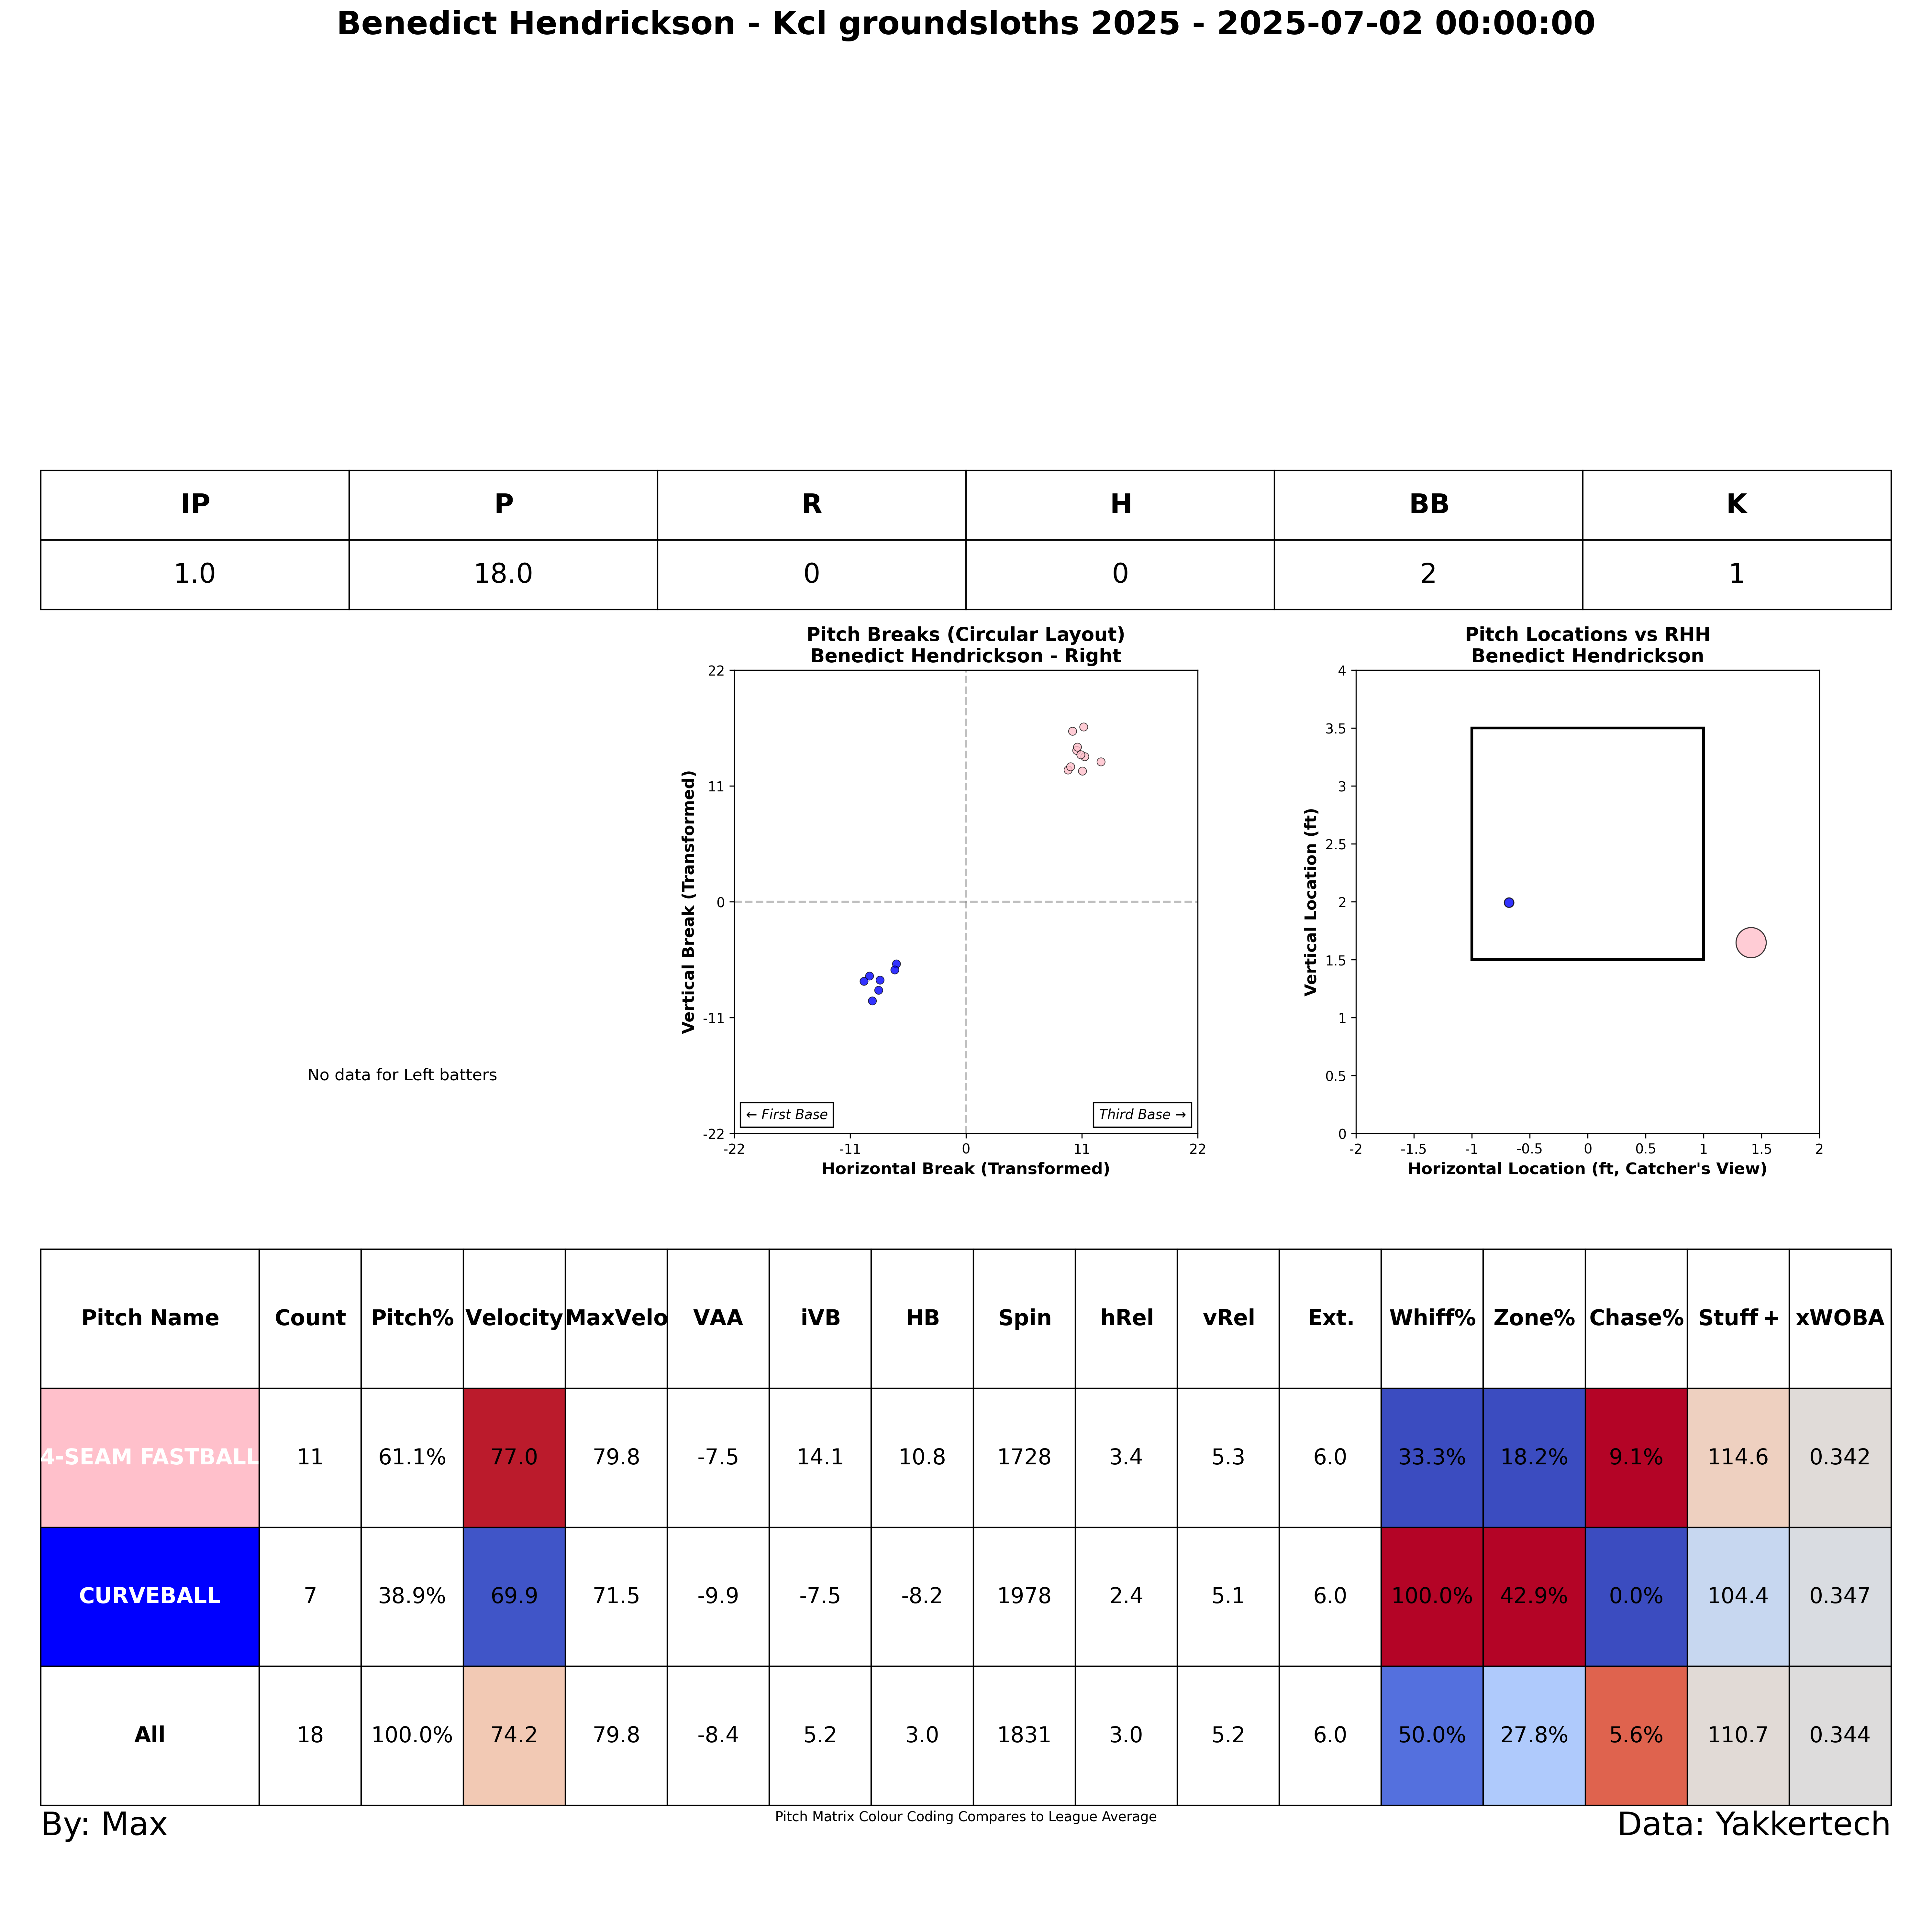 Benedict Hendrickson - Kcl groundsloths 2025 - 2025-07-02 00:00:00
IP P R H BB K
1.0 18.0 0 0 2 1
No data for Left batters
Pitch Breaks (Circular Layout)
Benedict Hendrickson - Right
Vertical Break (Transformed)
22
11
0
-11
-22
← First Base
Third Base →
-22 -11 0 11 22
Horizontal Break (Transformed)
Pitch Locations vs RHH
Benedict Hendrickson
Vertical Location (ft)
4
3.5
3
2.5
2
1.5
1
0.5
0
-2 -1.5 -1 -0.5 0 0.5 1 1.5 2
Horizontal Location (ft, Catcher's View)
Pitch Name Count Pitch% Velocity MaxVelo VAA iVB HB Spin hRel vRel Ext. Whiff% Zone% Chase% Stuff+ xWOBA
4-SEAM FASTBALL 11 61.1% 77.0 79.8 -7.5 14.1 10.8 1728 3.4 5.3 6.0 33.3% 18.2% 9.1% 114.6 0.342
CURVEBALL 7 38.9% 69.9 71.5 -9.9 -7.5 -8.2 1978 2.4 5.1 6.0 100.0% 42.9% 0.0% 104.4 0.347
All 18 100.0% 74.2 79.8 -8.4 5.2 3.0 1831 3.0 5.2 6.0 50.0% 27.8% 5.6% 110.7 0.344
By: Max
Pitch Matrix Colour Coding Compares to League Average
Data: Yakkertech